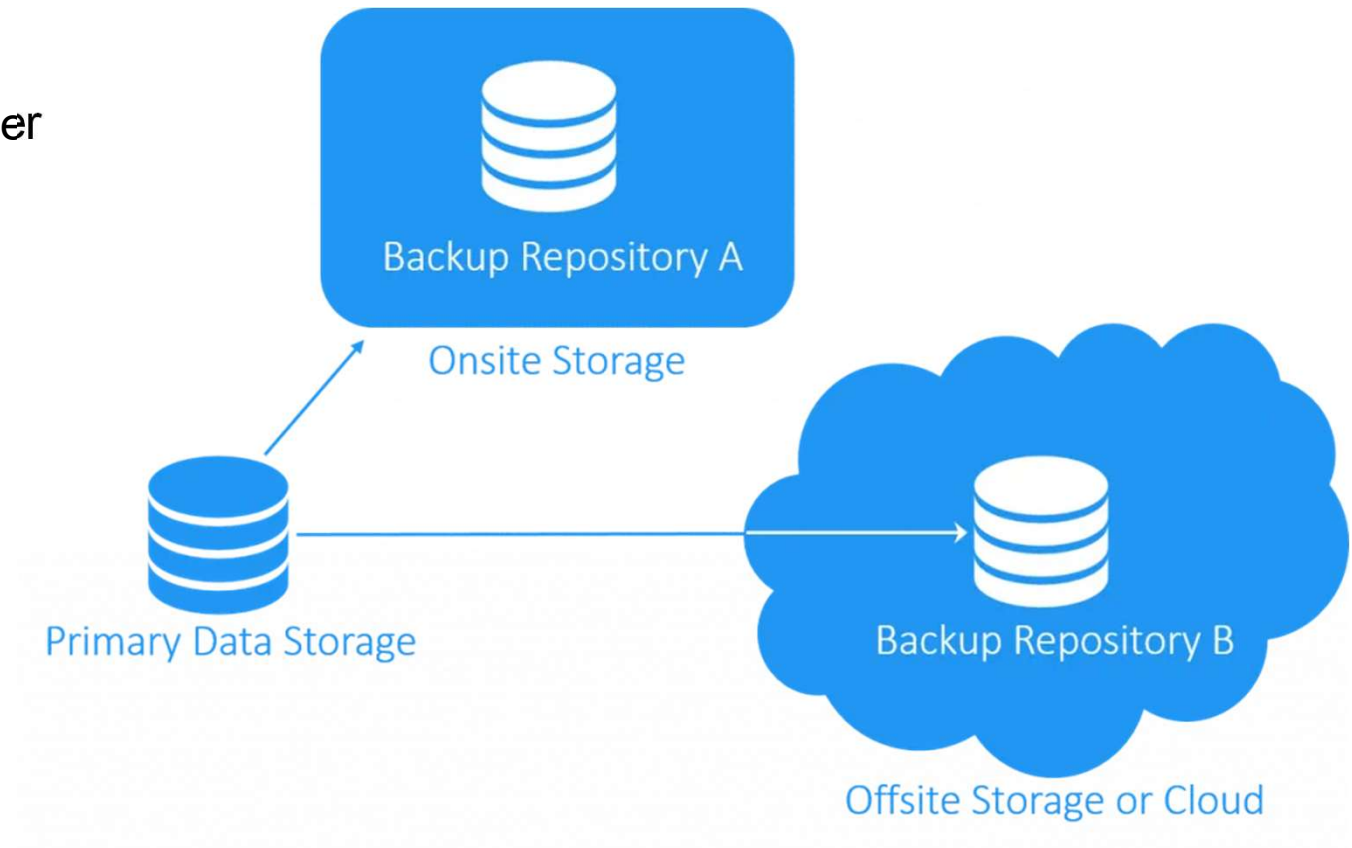 er
Backup Repository A
Onsite Storage
Primary Data Storage
Backup Repository B
Offsite Storage or Cloud